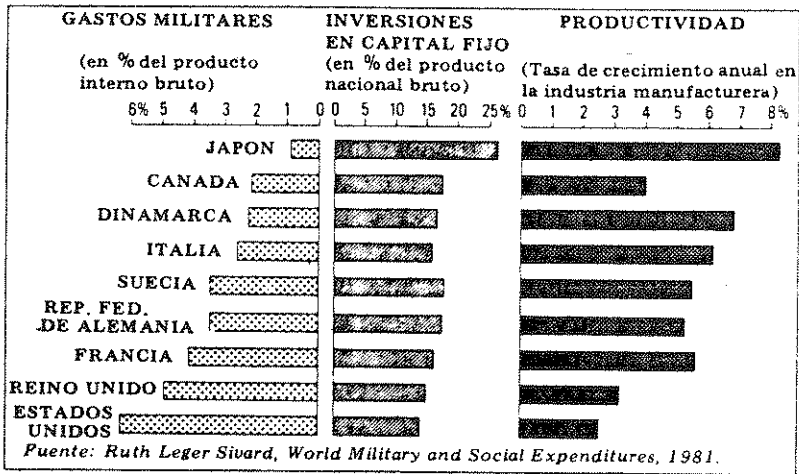 GASTOS MILITARES
(en % del producto
interno bruto)
6% 5 4 3 2 1 0
INVERSIONES
EN CAPITAL FIJO
(en % del producto
nacional bruto)
0 5 10 15 20 25%
PRODUCTIVIDAD
(Tasa de crecimiento anual en
la industria manufacturera)
0 1 2 3 4 5 6 7 8%
JAPON
CANADA
DINAMARCA
ITALIA
SUECIA
REP. FED.
DE ALEMANIA
FRANCIA
REINO UNIDO
ESTADOS
UNIDOS
Fuente: Ruth Leger Sivard, World Military and Social Expenditures, 1981.